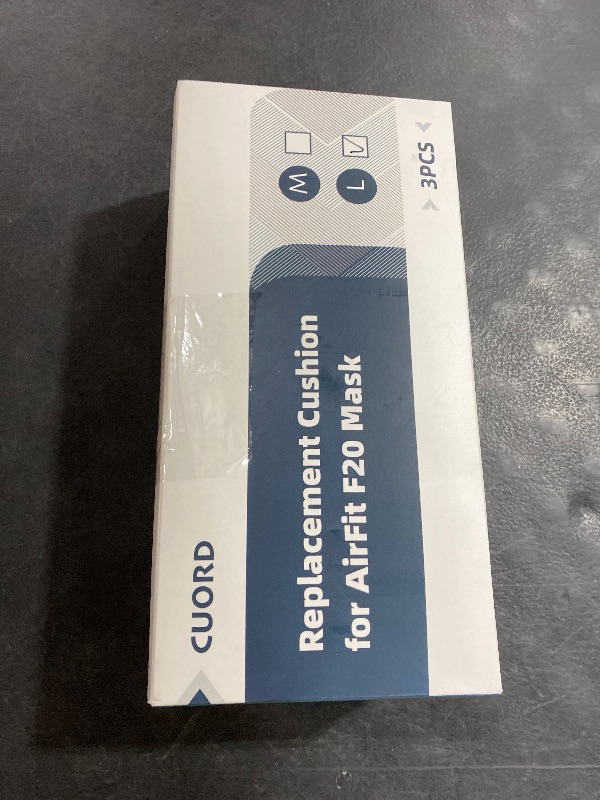 CUORD
Replacement Cushion
for AirFit F20 Mask
M
L
3PCS